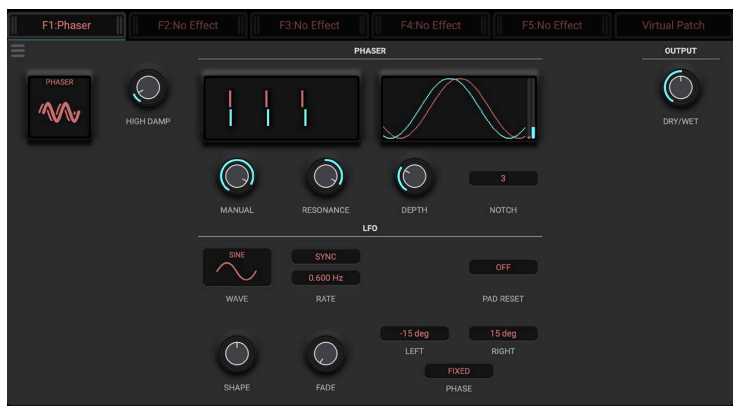 F1:Phaser
F2:No Effect
F3:No Effect
F4:No Effect
F5:No Effect
Virtual Patch
PHASER
OUTPUT
PHASER
HIGH DAMP
DRY/WET
MANUAL
RESONANCE
DEPTH
3
NOTCH
LFO
SINE
WAVE
SYNC
0.600 Hz
RATE
OFF
PAD RESET
SHAPE
FADE
-15 deg
LEFT
15 deg
RIGHT
FIXED
PHASE